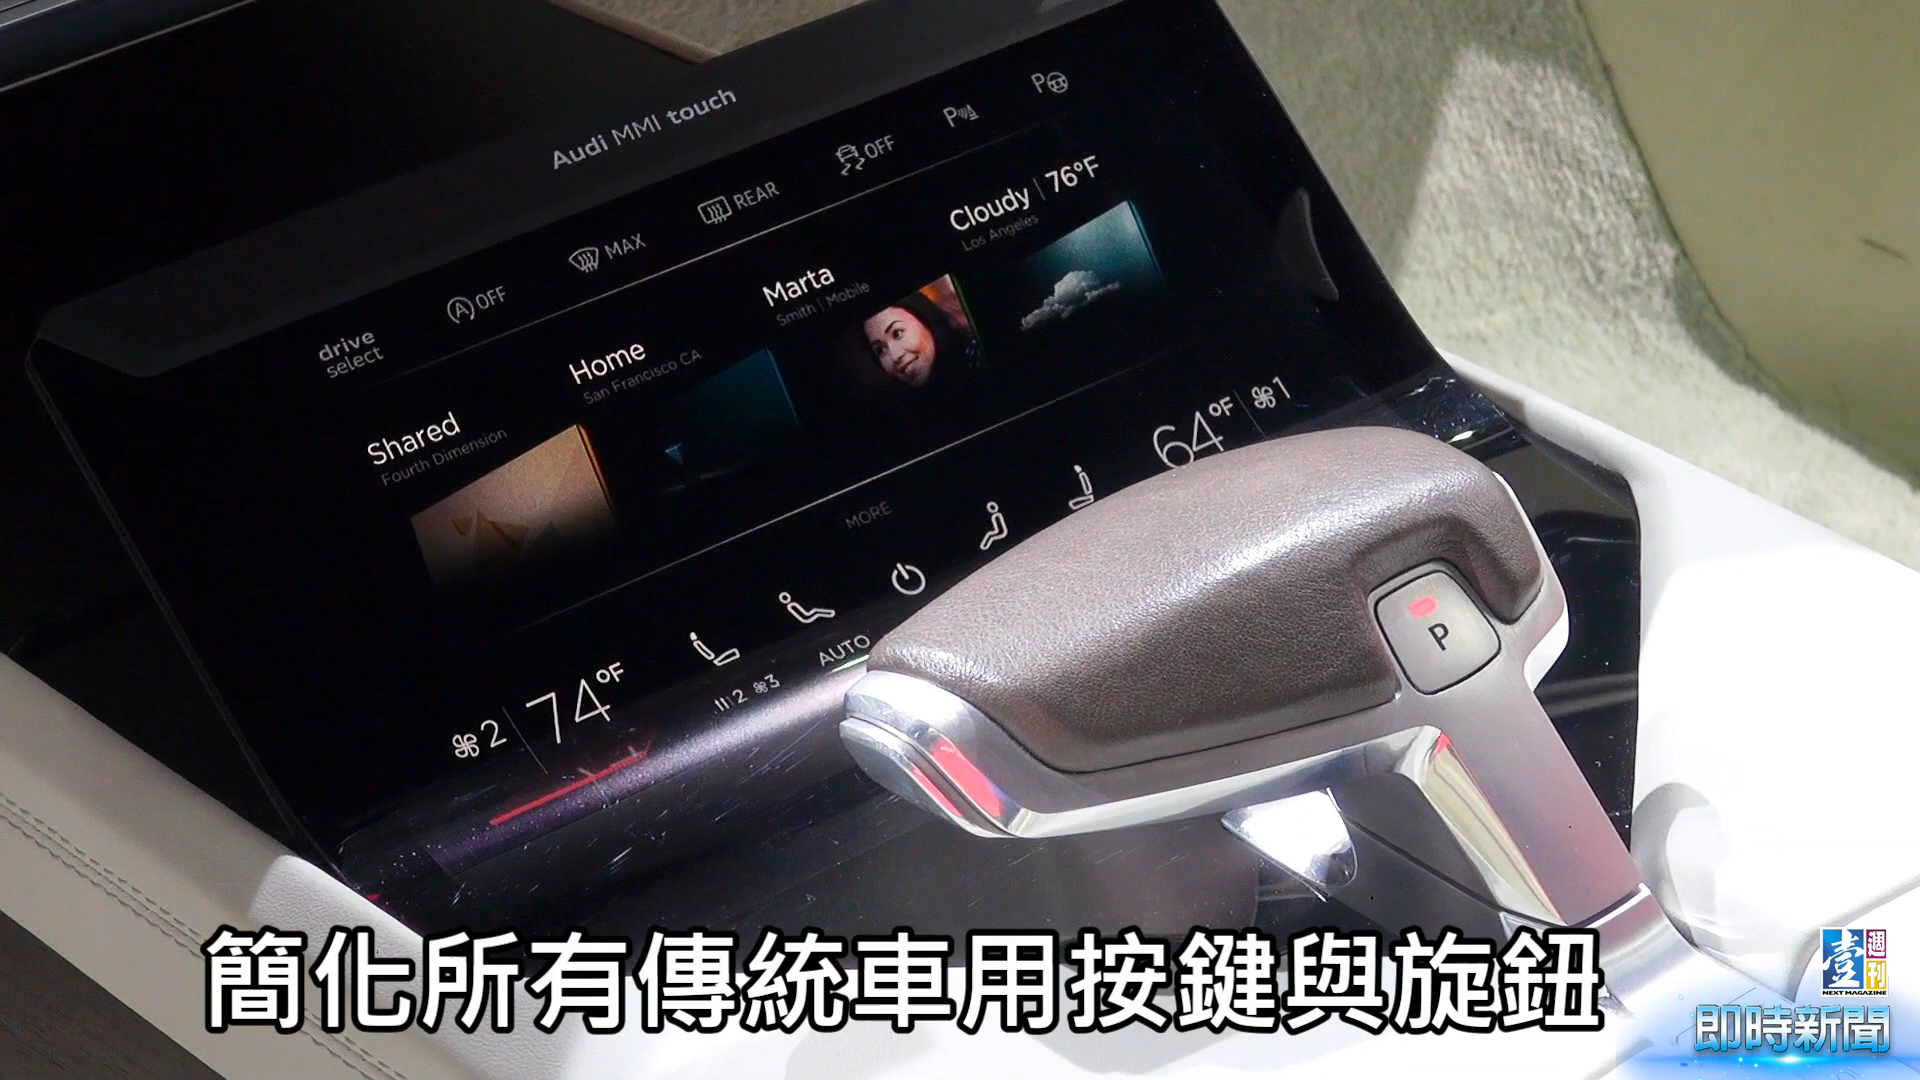 Audi MMI touch
drive select
A OFF
MAX
REAR
OFF
P
P
Shared
Fourth Dimension
Home
San Francisco CA
Marta
Smith | Mobile
Cloudy | 76°F
Los Angeles
MORE
2 | 74°F
2 3
AUTO
64°F | 1
P
簡化所有傳統車用按鍵與旋鈕
壹週刊
NEXT MAGAZINE
即時新聞